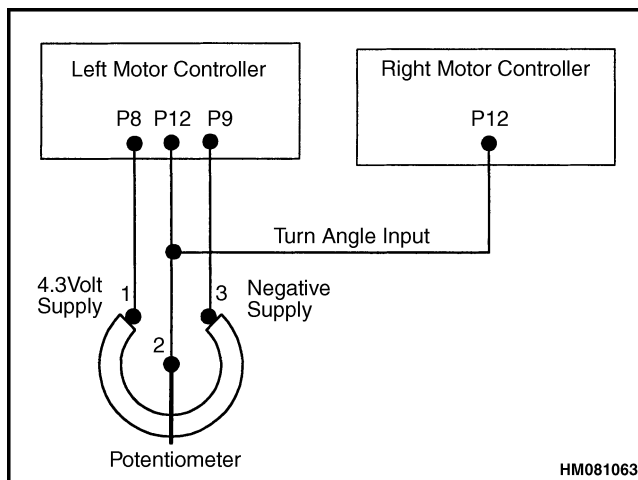 Left Motor Controller
Right Motor Controller
P8 P12 P9
P12
Turn Angle Input
4.3Volt
Supply
1
3
Negative
Supply
2
Potentiometer
HM081063